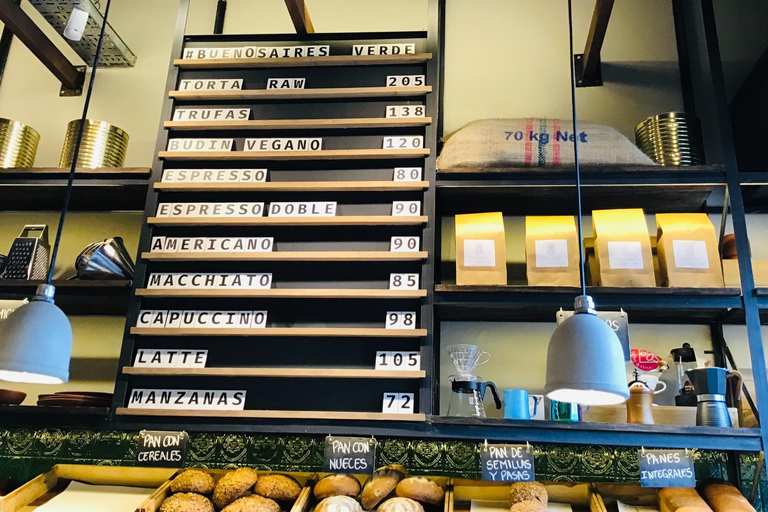 #BUENOSAIRES VERDE
TORTA RAW 205
TRUFAS 138
BUDIN VEGANO 120
ESPRESSO 80
ESPRESSO DOBLE 90
AMERICANO 90
MACCHIATO 85
CAPUCCINO 98
LATTE 105
MANZANAS 72
70 kg Net
PAN CON
CEREALES
PAN CON
NUECES
PAN DE
SEMILLAS
Y PASAS
PANES
INTEGRALES